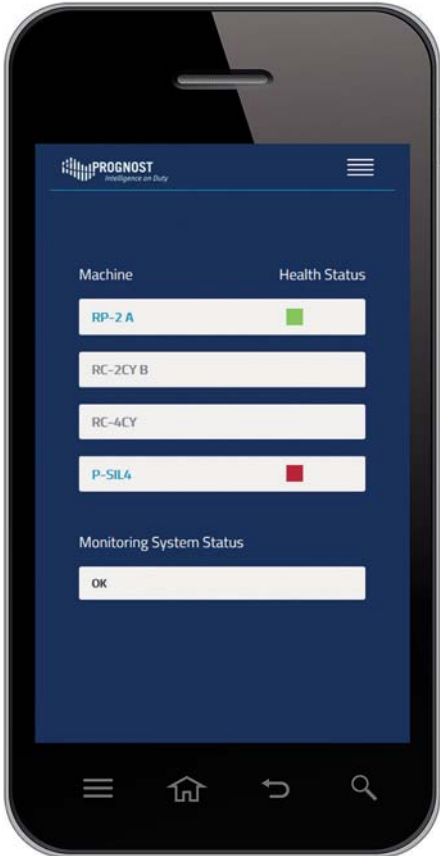 PROGNOST
Intelligence on Duty
Machine Health Status
RP-2 A
RC-2CY B
RC-4CY
P-SIL4
Monitoring System Status
OK